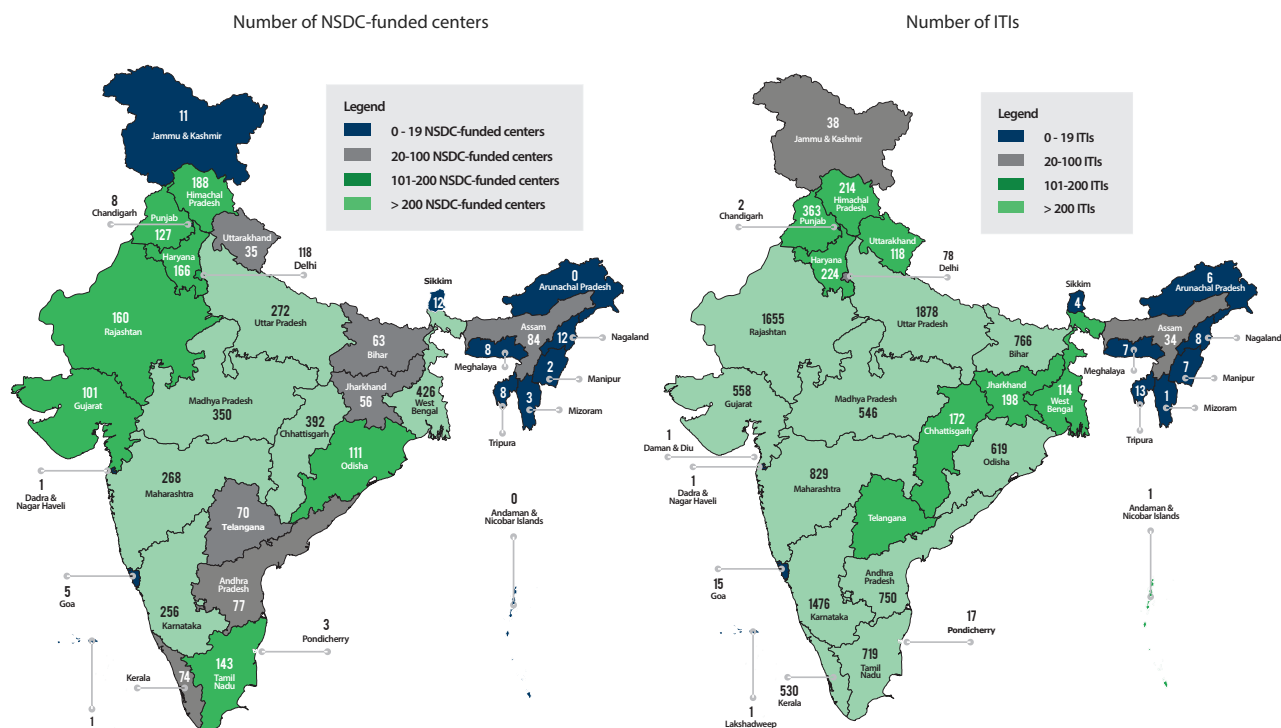 Number of NSDC-funded centers
Legend
0 - 19 NSDC-funded centers
20-100 NSDC-funded centers
101-200 NSDC-funded centers
> 200 NSDC-funded centers
11
Jammu & Kashmir
188
Himachal
Pradesh
8
Chandigarh
Punjab
127
Uttarakhand
35
Haryana
166
118
Delhi
160
Rajashtan
272
Uttar Pradesh
Sikkim
12
0
Arunachal Pradesh
Assam
84
12
Nagaland
63
Bihar
8
Meghalaya
2
Manipur
101
Gujarat
Madhya Pradesh
350
Jharkhand
56
426
West
Bengal
8
Tripura
3
Mizoram
392
Chhattisgarh
111
Odisha
1
Dadra &
Nagar Haveli
268
Maharashtra
70
Telangana
0
Andaman &
Nicobar Islands
5
Goa
Andhra
Pradesh
77
256
Karnataka
3
Pondicherry
143
Tamil
Nadu
Kerala
74
1
Number of ITIs
Legend
0 - 19 ITIs
20-100 ITIs
101-200 ITIs
> 200 ITIs
38
Jammu & Kashmir
214
Himachal
Pradesh
2
Chandigarh
363
Punjab
Uttarakhand
118
Haryana
224
78
Delhi
1655
Rajashtan
1878
Uttar Pradesh
Sikkim
4
6
Arunachal Pradesh
Assam
34
8
Nagaland
766
Bihar
7
Meghalaya
7
Manipur
558
Gujarat
Madhya Pradesh
546
Jharkhand
198
114
West
Bengal
13
Tripura
1
Mizoram
172
Chhattisgarh
619
Odisha
1
Daman & Diu
1
Dadra &
Nagar Haveli
829
Maharashtra
Telangana
1
Andaman &
Nicobar Islands
15
Goa
Andhra
Pradesh
750
1476
Karnataka
17
Pondicherry
719
Tamil
Nadu
530
Kerala
1
Lakshadweep